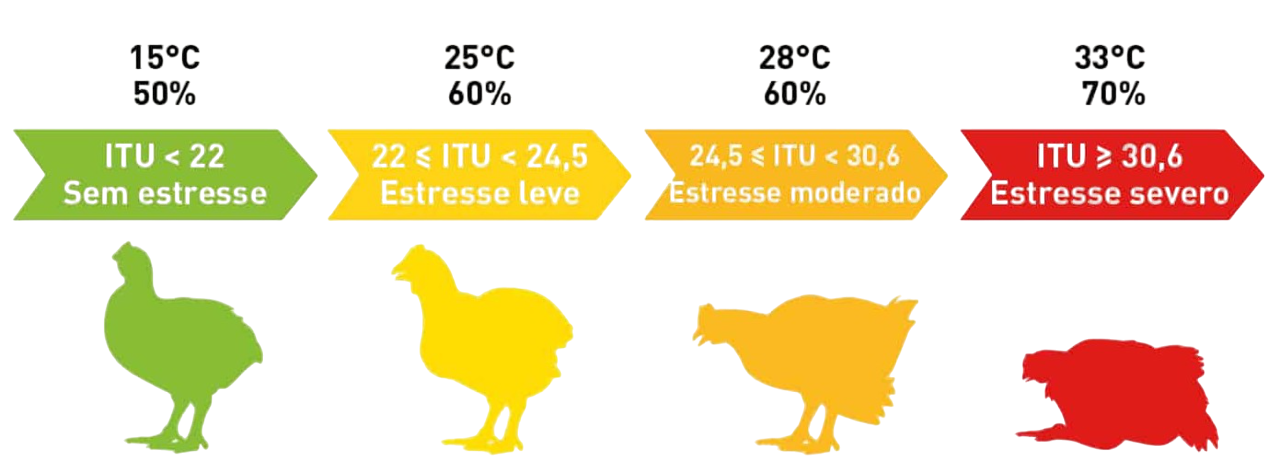 15°C
50%
ITU < 22
Sem estresse
25°C
60%
22 ⩽ ITU < 24,5
Estresse leve
28°C
60%
24,5 ⩽ ITU < 30,6
Estresse moderado
33°C
70%
ITU ⩾ 30,6
Estresse severo